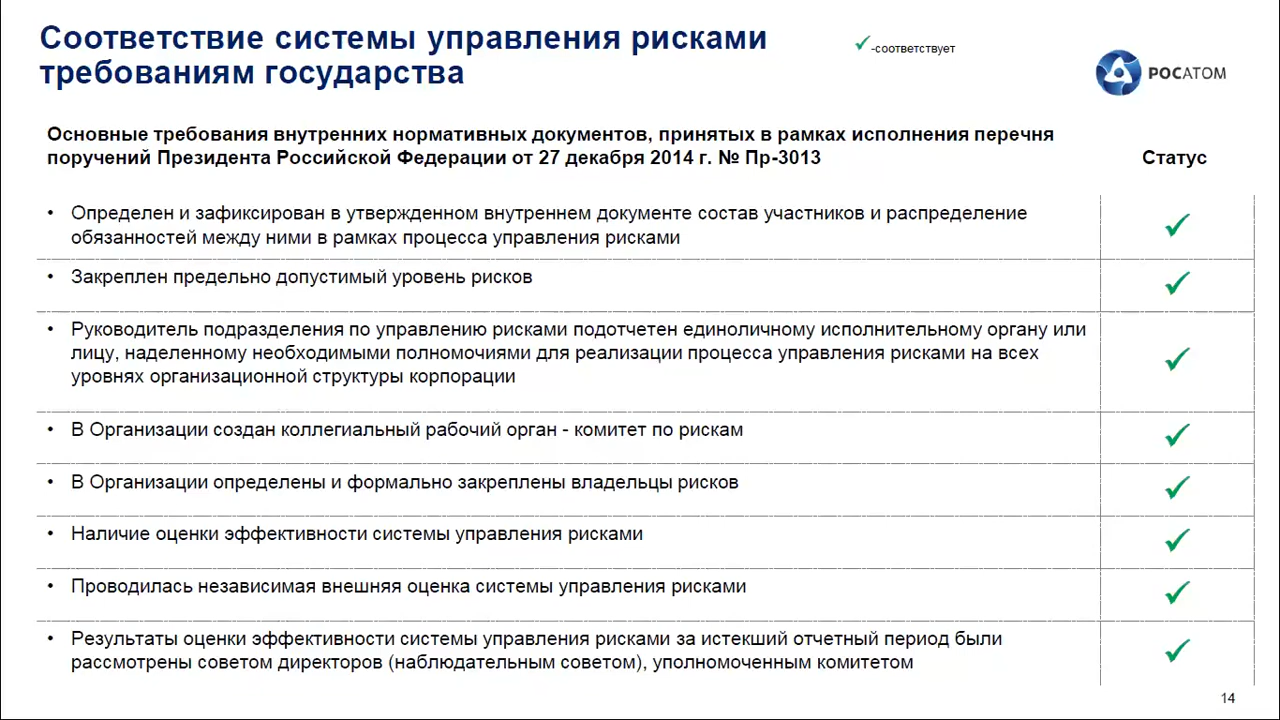 Соответствие системы управления рисками
требованиям государства
✓-соответствует
РОСАТОМ
Основные требования внутренних нормативных документов, принятых в рамках исполнения перечня
поручений Президента Российской Федерации от 27 декабря 2014 г. № Пр-3013
Статус
• Определен и зафиксирован в утвержденном внутреннем документе состав участников и распределение
обязанностей между ними в рамках процесса управления рисками
✓
• Закреплен предельно допустимый уровень рисков
✓
• Руководитель подразделения по управлению рисками подотчетен единоличному исполнительному органу или
лицу, наделенному необходимыми полномочиями для реализации процесса управления рисками на всех
уровнях организационной структуры корпорации
✓
• В Организации создан коллегиальный рабочий орган - комитет по рискам
✓
• В Организации определены и формально закреплены владельцы рисков
✓
• Наличие оценки эффективности системы управления рисками
✓
• Проводилась независимая внешняя оценка системы управления рисками
✓
• Результаты оценки эффективности системы управления рисками за истекший отчетный период были
рассмотрены советом директоров (наблюдательным советом), уполномоченным комитетом
✓
14